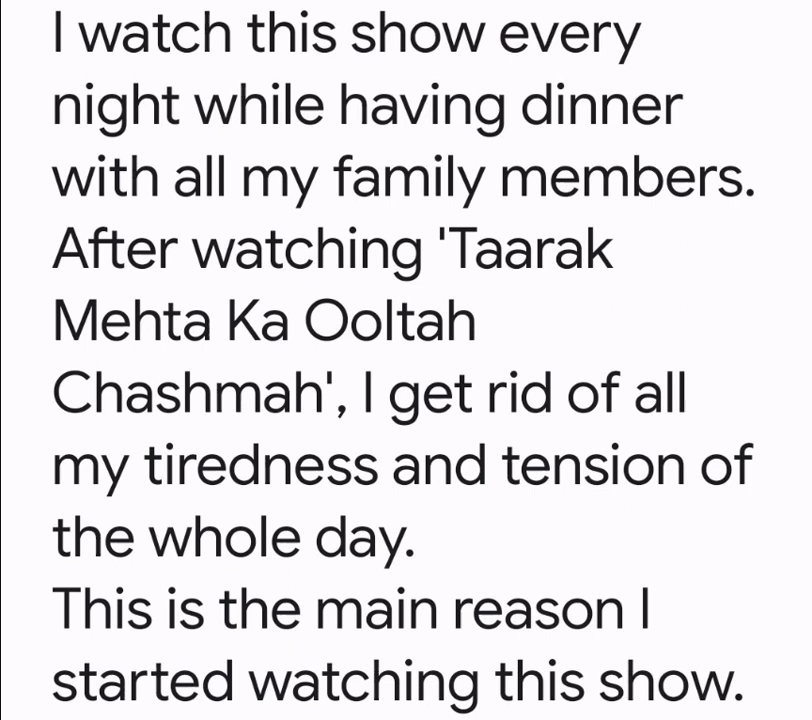 I watch this show every
night while having dinner
with all my family members.
After watching 'Taarak
Mehta Ka Ooltah
Chashmah', I get rid of all
my tiredness and tension of
the whole day.
This is the main reason I
started watching this show.